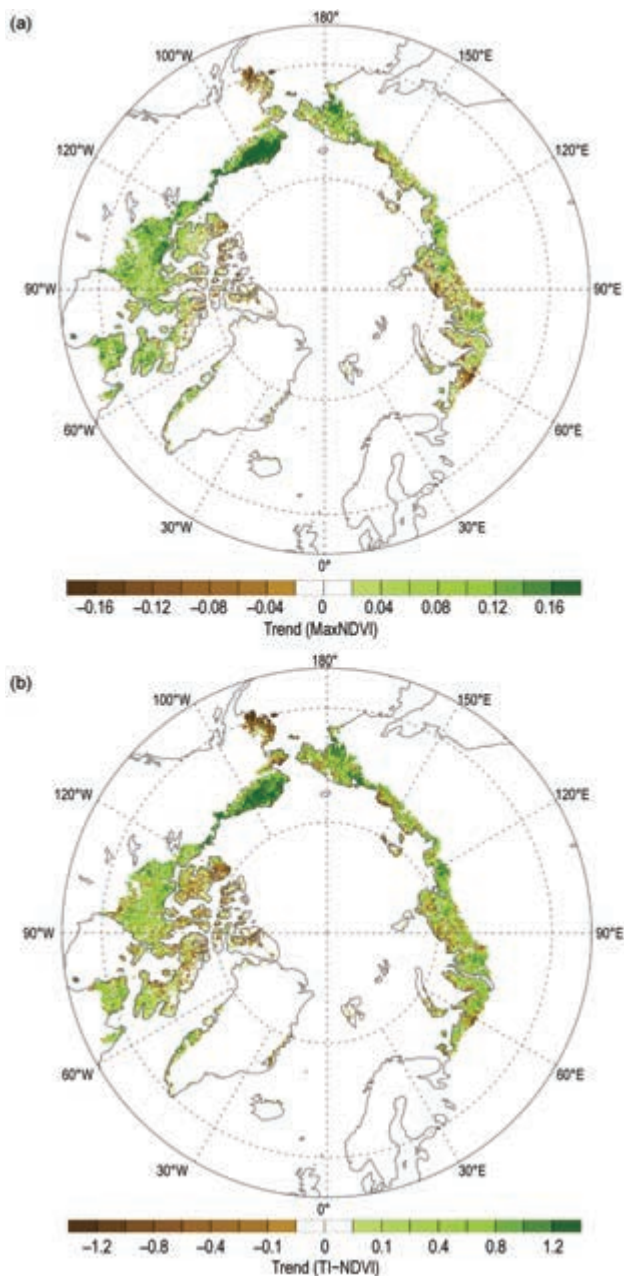 (a)
180°
100°W
150°E
120°W
120°E
90°W
90°E
60°W
60°E
30°W
30°E
0°
−0.16 −0.12 −0.08 −0.04 0 0.04 0.08 0.12 0.16
Trend (MaxNDVI)
(b)
180°
100°W
150°E
120°W
120°E
90°W
90°E
60°W
60°E
30°W
30°E
0°
−1.2 −0.8 −0.4 −0.1 0 0.1 0.4 0.8 1.2
Trend (TI−NDVI)